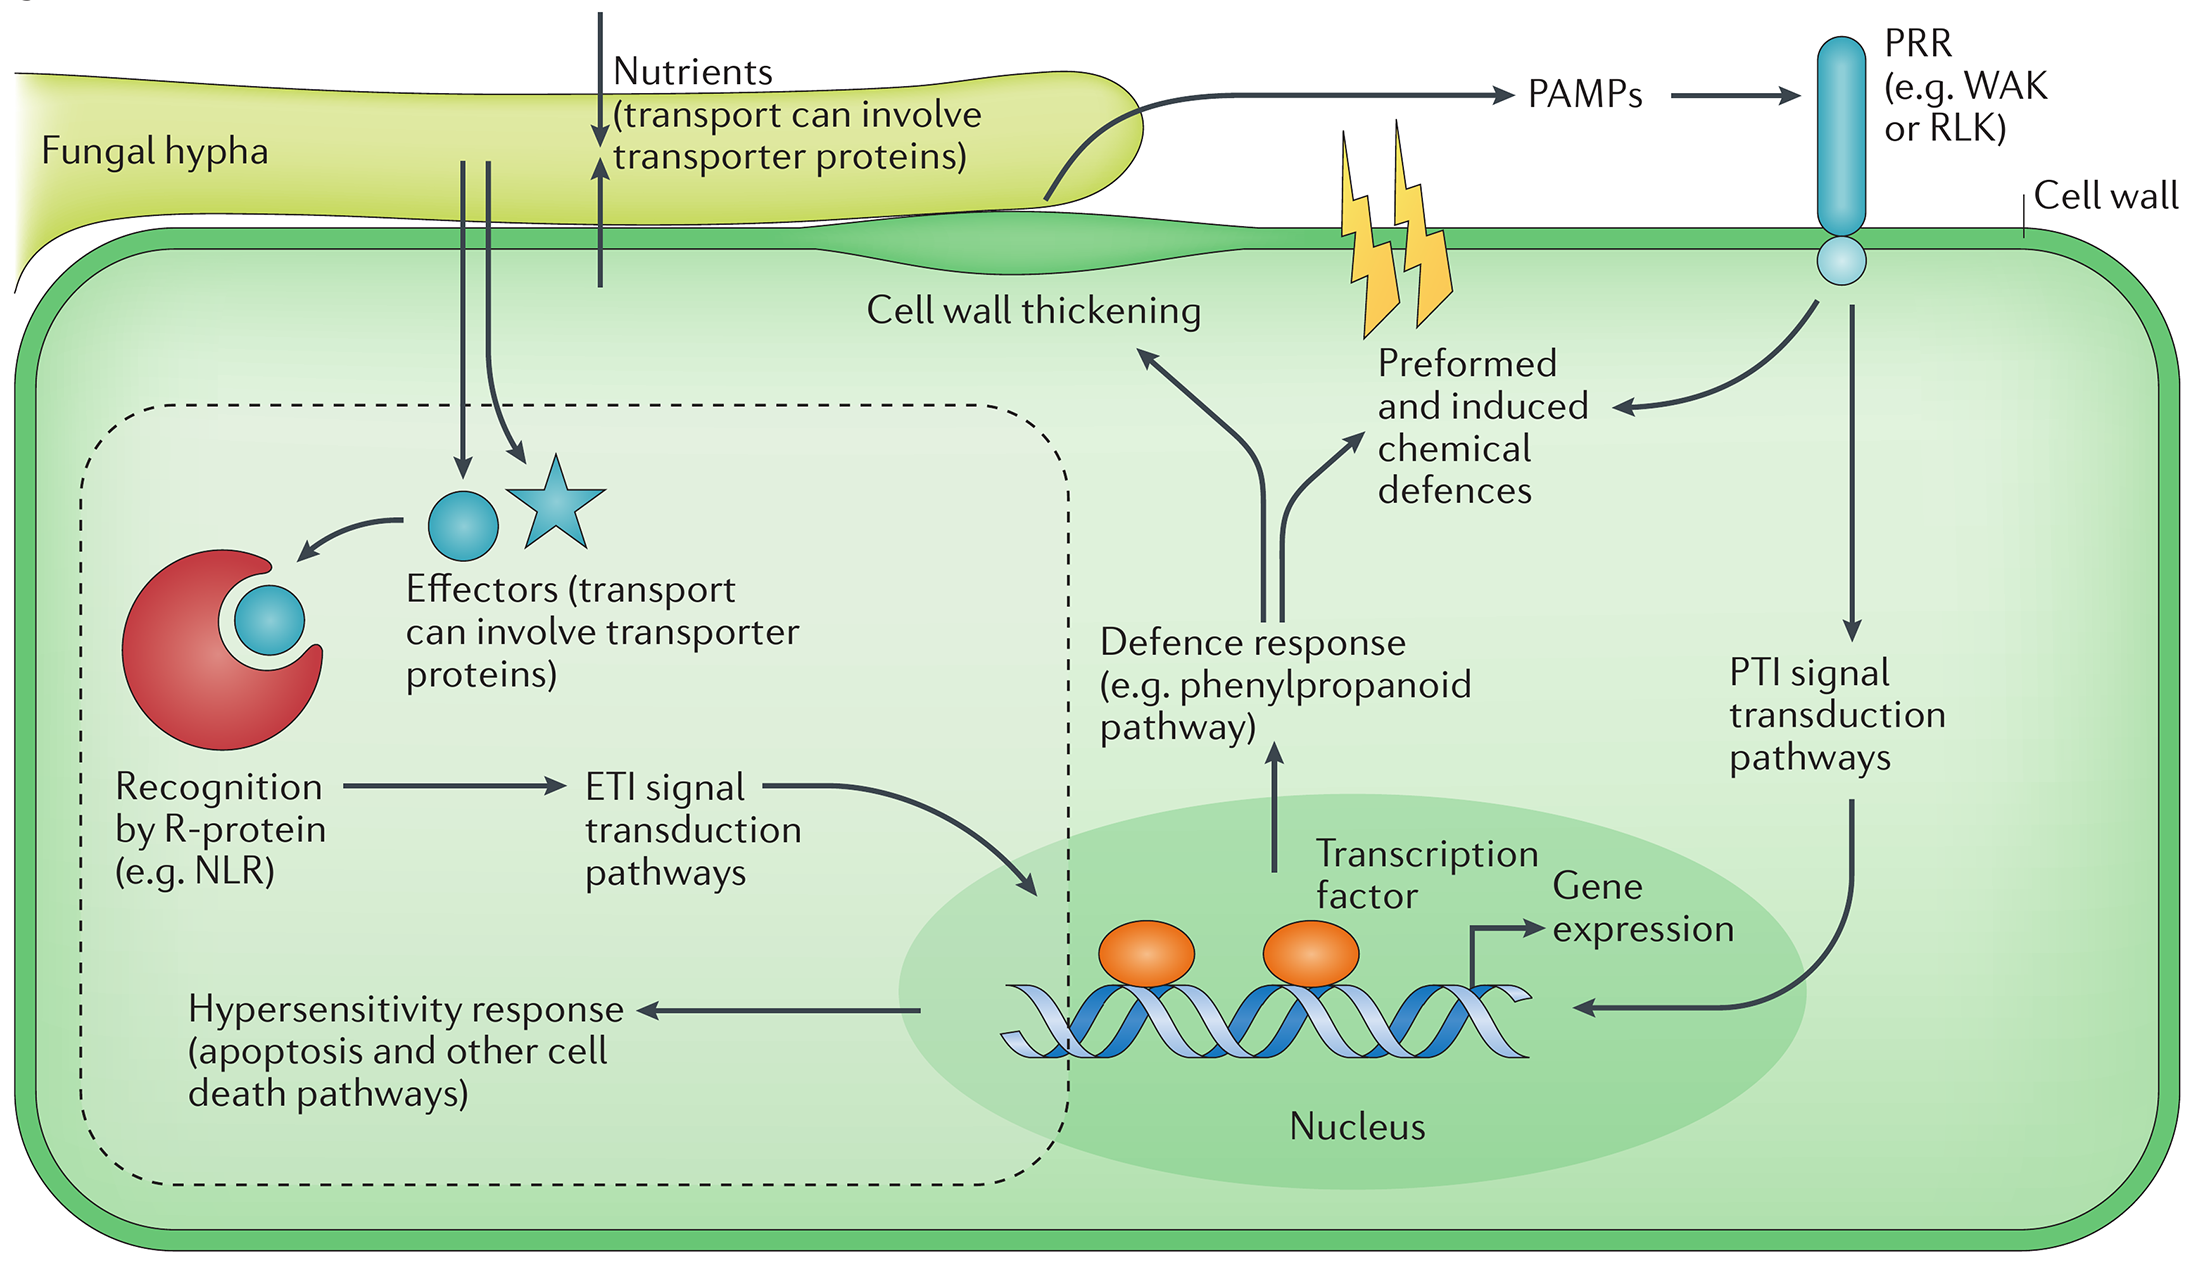 Nutrients
(transport can involve
transporter proteins)
Fungal hypha
PAMPs
PRR
(e.g. WAK
or RLK)
Cell wall
Cell wall thickening
Preformed
and induced
chemical
defences
Effectors (transport
can involve transporter
proteins)
Defence response
(e.g. phenylpropanoid
pathway)
PTI signal
transduction
pathways
Recognition
by R-protein
(e.g. NLR)
ETI signal
transduction
pathways
Transcription
factor
Gene
expression
Hypersensitivity response
(apoptosis and other cell
death pathways)
Nucleus